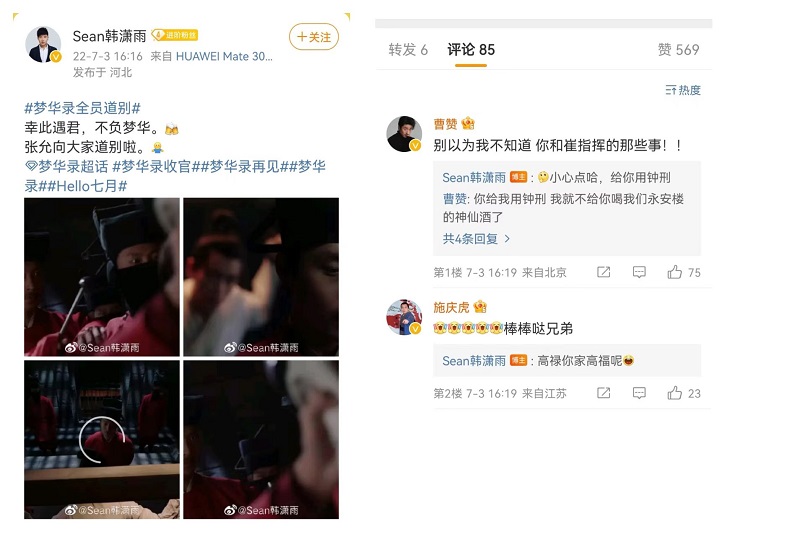 Sean韩潇雨 进阶粉丝
+关注
22-7-3 16:16 来自 HUAWEI Mate 30...
发布于 河北
#梦华录全员道别#
幸此遇君，不负梦华。
张允向大家道别啦。
梦华录超话 #梦华录收官##梦华录再见##梦华
录##Hello七月#
@Sean韩潇雨
@Sean韩潇雨
@Sean韩潇雨
@Sean韩潇雨
转发 6 评论 85 赞 569
热度
曹赞
别以为我不知道 你和崔指挥的那些事！！
Sean韩潇雨 博主 : 小心点哈，给你用钟刑
曹赞: 你给我用钟刑 我就不给你喝我们永安楼
的神仙酒了
共4条回复 >
第1楼 7-3 16:19 来自北京 75
施庆虎
棒棒哒兄弟
Sean韩潇雨 博主 : 高禄你家高福呢
第2楼 7-3 16:19 来自江苏 23